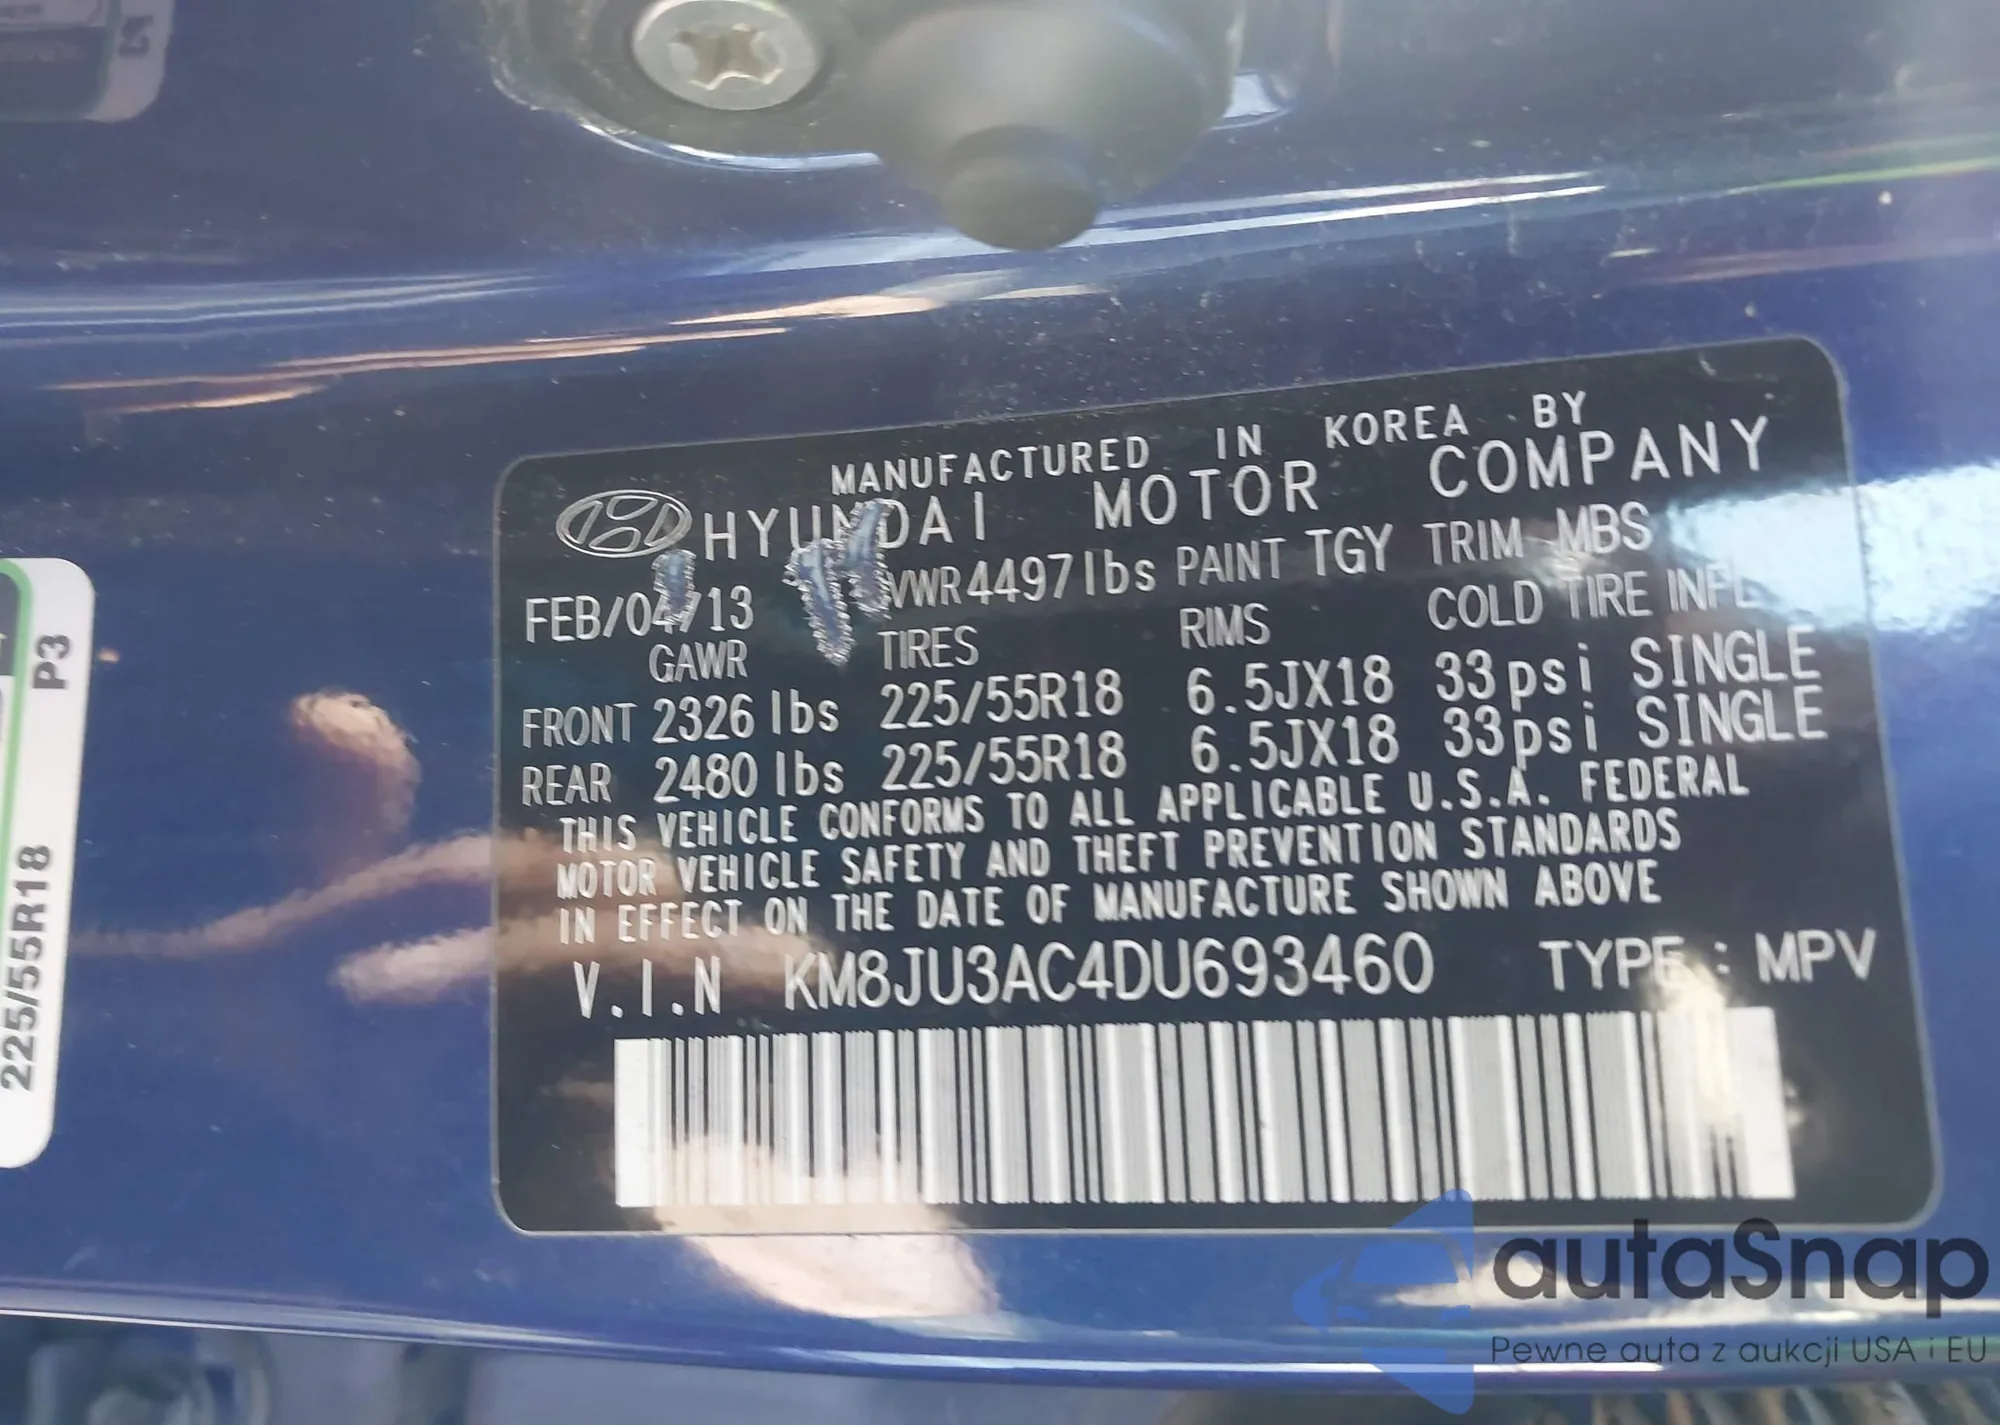 MANUFACTURED IN KOREA BY
HYUNDAI MOTOR COMPANY
FEB/04/13 VWR 4497lbs PAINT TGY TRIM MBS
GAWR TIRES RIMS COLD TIRE INFL
FRONT 2326 lbs 225/55R18 6.5JX18 33psi SINGLE
REAR 2480 lbs 225/55R18 6.5JX18 33psi SINGLE
THIS VEHICLE CONFORMS TO ALL APPLICABLE U.S.A. FEDERAL
MOTOR VEHICLE SAFETY AND THEFT PREVENTION STANDARDS
IN EFFECT ON THE DATE OF MANUFACTURE SHOWN ABOVE
V.I.N KM8JU3AC4DU693460 TYPE : MPV
225/55R18 P3
autaSnap
Pewne auta z aukcji USA i EU